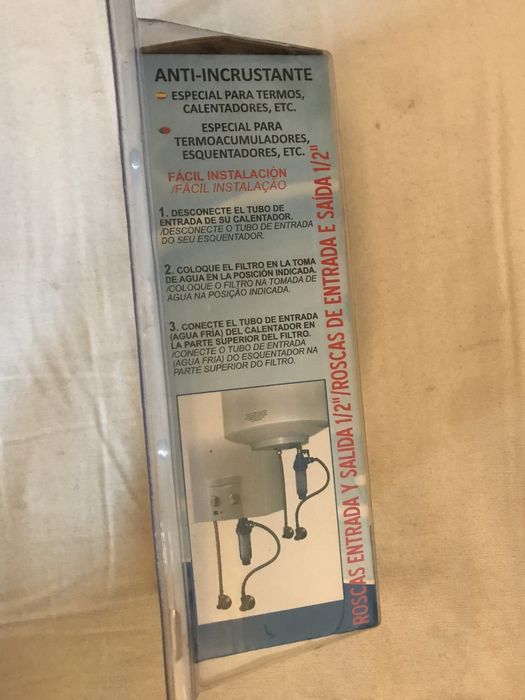 ANTI-INCRUSTANTE
ESPECIAL PARA TERMOS,
CALENTADORES, ETC.
ESPECIAL PARA
TERMOACUMULADORES,
ESQUENTADORES, ETC.
FÁCIL INSTALACIÓN
/FÁCIL INSTALAÇÃO
1. DESCONECTE EL TUBO DE
ENTRADA DE SU CALENTADOR.
/DESCONECTE O TUBO DE ENTRADA
DO SEU ESQUENTADOR.
2. COLOQUE EL FILTRO EN LA TOMA
DE AGUA EN LA POSICIÓN INDICADA.
/COLOQUE O FILTRO NA TOMADA DE
AGUA NA POSIÇÃO INDICADA.
3. CONECTE EL TUBO DE ENTRADA
(AGUA FRÍA) DEL CALENTADOR EN
LA PARTE SUPERIOR DEL FILTRO.
/CONECTE O TUBO DE ENTRADA
(AGUA FRIA) DO ESQUENTADOR NA
PARTE SUPERIOR DO FILTRO.
ROSCAS ENTRADA Y SALIDA 1/2"/ROSCAS DE ENTRADA E SAÍDA 1/2"